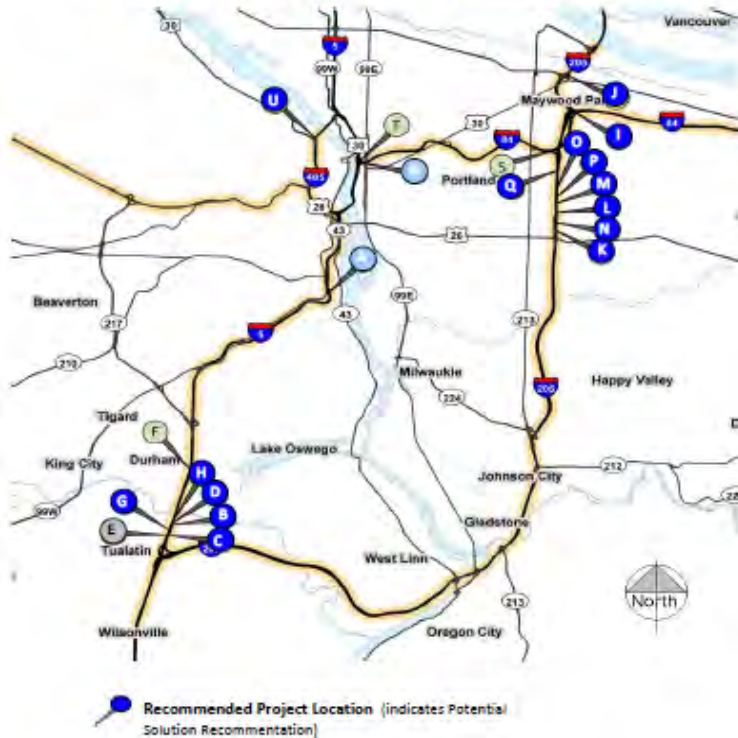 Vancouver
30
5
99W
99E
205
J
Maywood Pa
U
T
30
84
I
30
84
O
S
P
Portland
Q
M
405
L
26
43
N
26
K
A
Beaverton
99E
217
43
213
5
210
Milwaukie
205
Happy Valley
224
Tigard
F
King City
Durham
Lake Oswego
H
212
D
Johnson City
G
B
99W
Gladstone
E
C
Tualatin
West Linn
North
213
Wilsonville
Oregon City
Recommended Project Location (indicates Potential
Solution Recommentation)